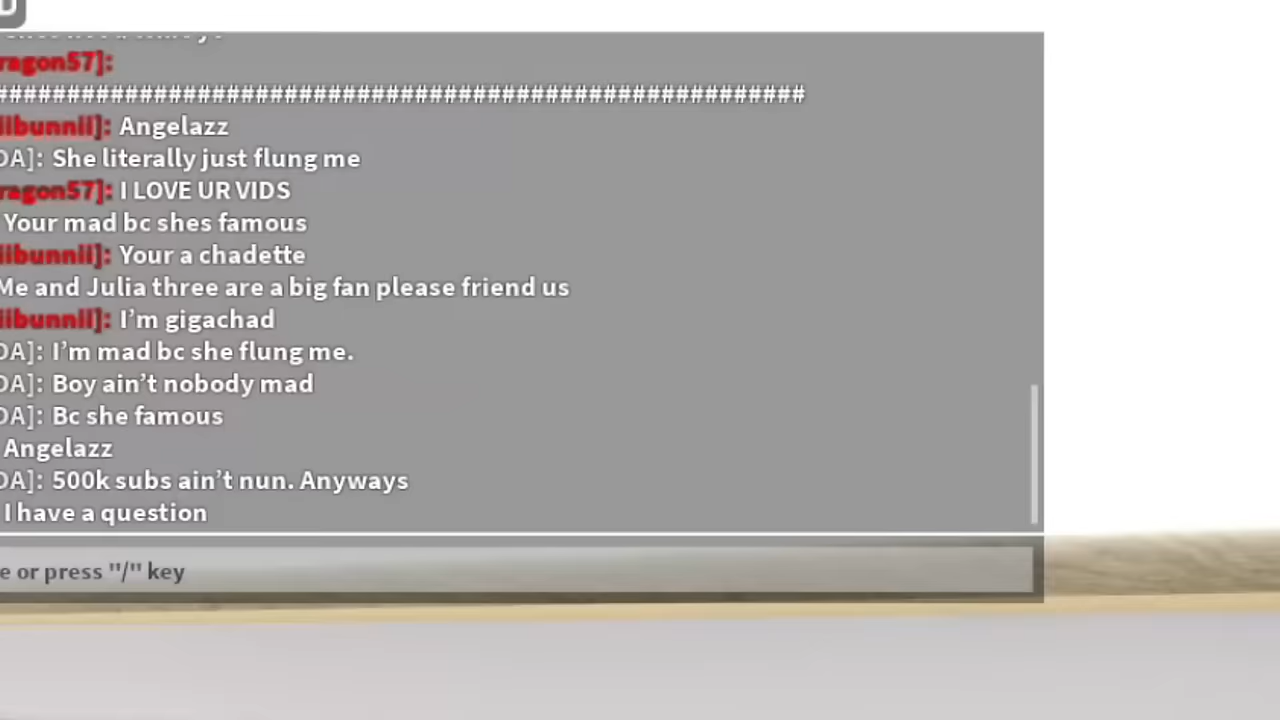 ragon57]:
########################################################
iibunnii]: Angelazz
DA]: She literally just flung me
ragon57]: I LOVE UR VIDS
Your mad bc shes famous
iibunnii]: Your a chadette
Me and Julia three are a big fan please friend us
iibunnii]: I’m gigachad
DA]: I’m mad bc she flung me.
DA]: Boy ain’t nobody mad
DA]: Bc she famous
Angelazz
DA]: 500k subs ain’t nun. Anyways
I have a question
e or press "/" key